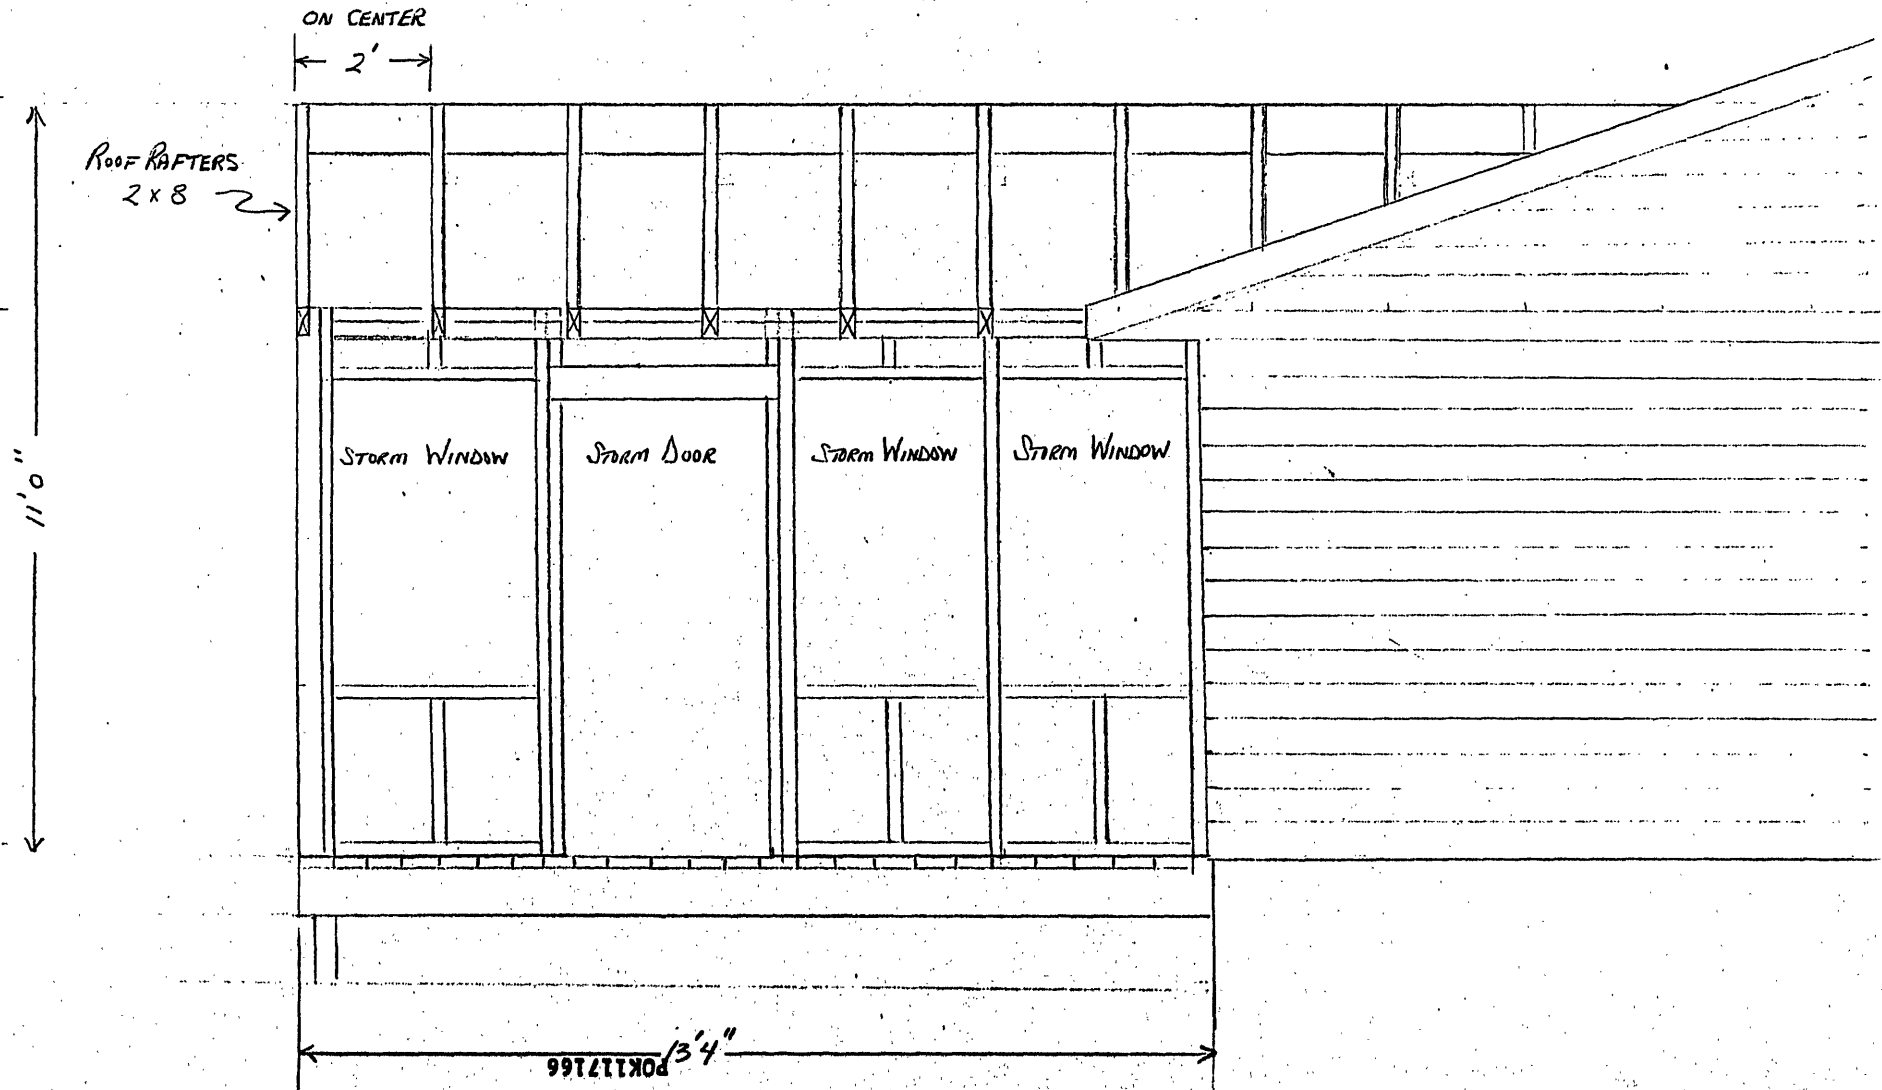 ON CENTER
2'
ROOF RAFTERS
2 x 8
11'0"
STORM WINDOW
STORM DOOR
STORM WINDOW
STORM WINDOW
13'4"
POK117166